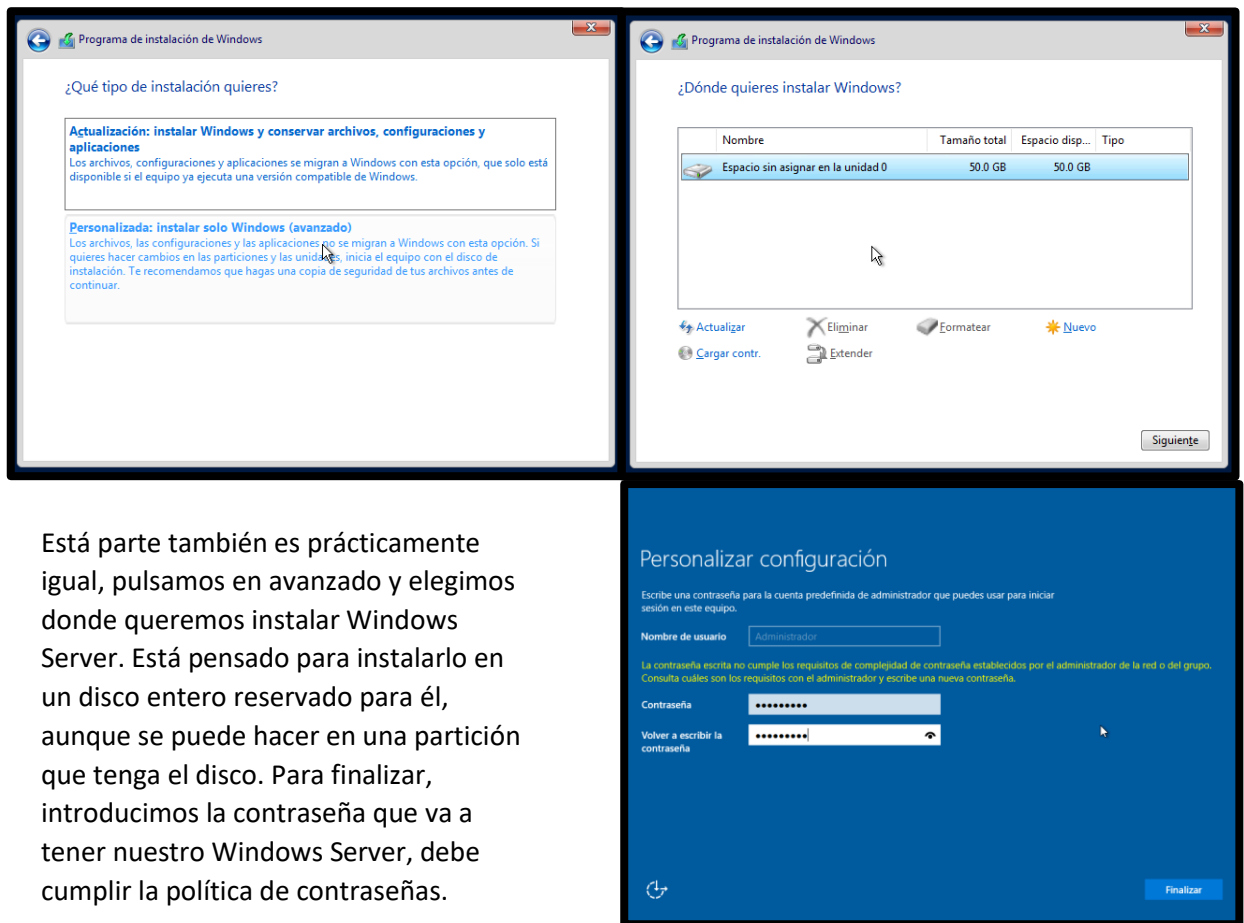 Programa de instalación de Windows
¿Qué tipo de instalación quieres?
Actualización: instalar Windows y conservar archivos, configuraciones y
aplicaciones
Los archivos, configuraciones y aplicaciones se migran a Windows con esta opción, que solo está
disponible si el equipo ya ejecuta una versión compatible de Windows.
Personalizada: instalar solo Windows (avanzado)
Los archivos, las configuraciones y las aplicaciones no se migran a Windows con esta opción. Si
quieres hacer cambios en las particiones y las unidades, inicia el equipo con el disco de
instalación. Te recomendamos que hagas una copia de seguridad de tus archivos antes de
continuar.
Programa de instalación de Windows
¿Dónde quieres instalar Windows?
Nombre Tamaño total Espacio disp... Tipo
Espacio sin asignar en la unidad 0 50.0 GB 50.0 GB
Actualizar Eliminar Formatear Nuevo
Cargar contr. Extender
Siguiente
Está parte también es prácticamente
igual, pulsamos en avanzado y elegimos
donde queremos instalar Windows
Server. Está pensado para instalarlo en
un disco entero reservado para él,
aunque se puede hacer en una partición
que tenga el disco. Para finalizar,
introducimos la contraseña que va a
tener nuestro Windows Server, debe
cumplir la política de contraseñas.
Personalizar configuración
Escribe una contraseña para la cuenta predefinida de administrador que puedes usar para iniciar
sesión en este equipo.
Nombre de usuario Administrador
La contraseña escrita no cumple los requisitos de complejidad de contraseña establecidos por el administrador de la red o del grupo.
Consulta cuáles son los requisitos con el administrador y escribe una nueva contraseña.
Contraseña •••••••••
Volver a escribir la •••••••••
contraseña
Finalizar